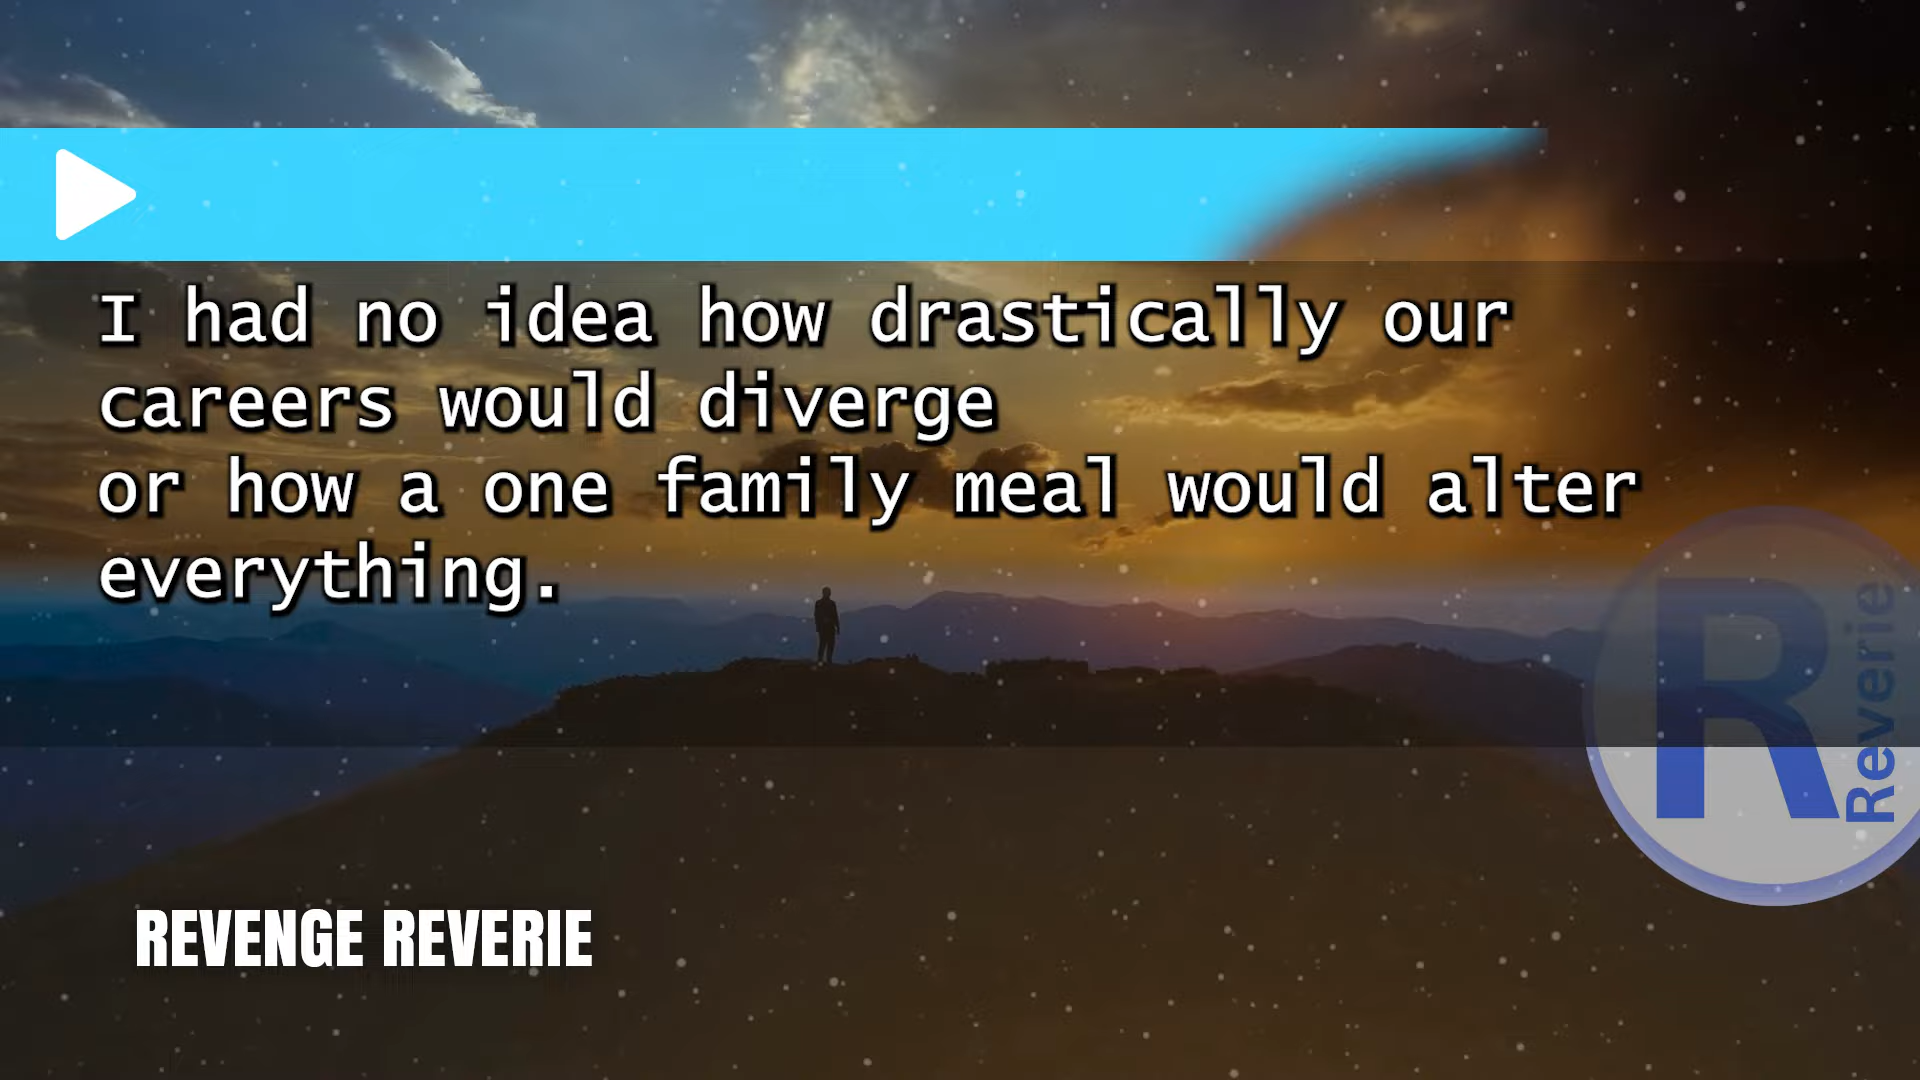 I had no idea how drastically our
careers would diverge
or how a one family meal would alter
everything.
R
Reverie
REVENGE REVERIE